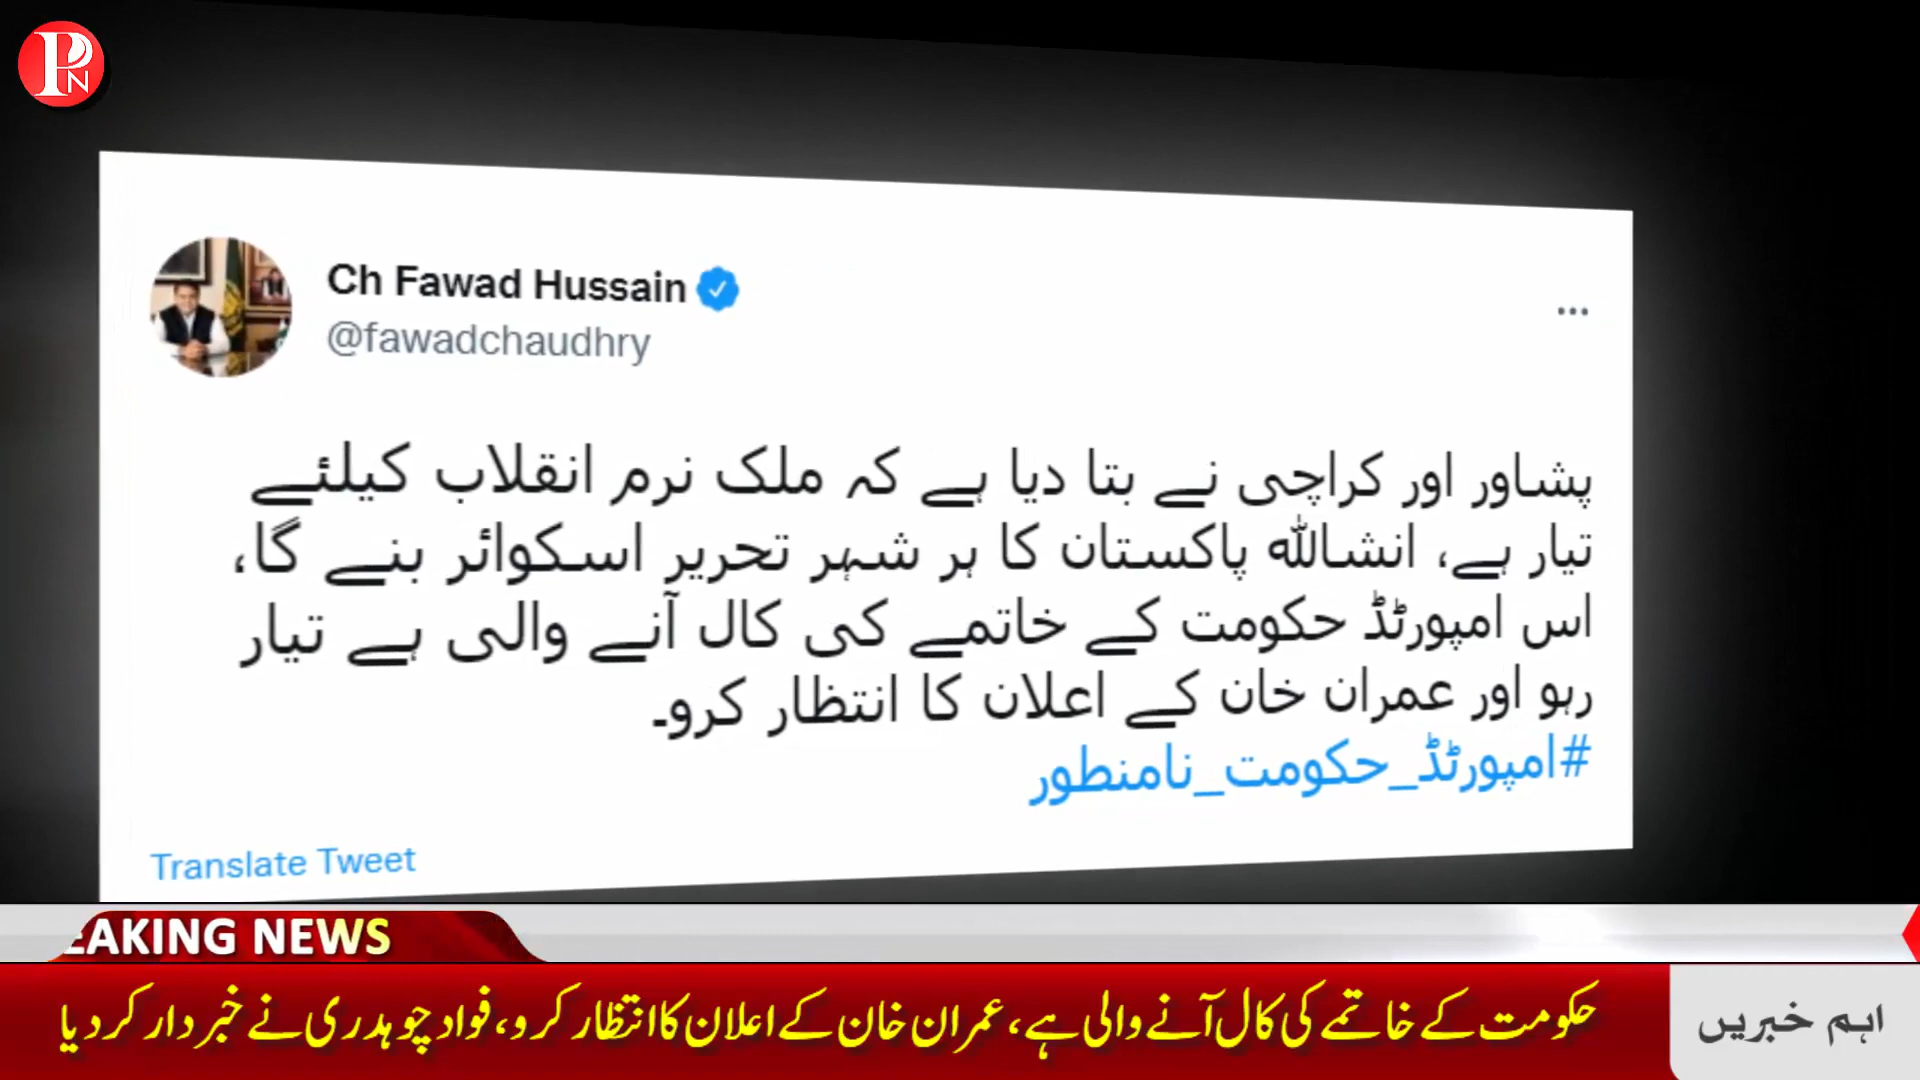 PN
Ch Fawad Hussain
@fawadchaudhry
پشاور اور کراچی نے بتا دیا ہے کہ ملک نرم انقلاب کیلئے
تیار ہے، انشاللہ پاکستان کا ہر شہر تحریر اسکوائر بنے گا،
اس امپورٹڈ حکومت کے خاتمے کی کال آنے والی ہے تیار
رہو اور عمران خان کے اعلان کا انتظار کرو۔
#امپورٹڈ_حکومت_نامنطور
Translate Tweet
EAKING NEWS
حکومت کے خاتمے کی کال آنے والی ہے، عمران خان کے اعلان کا انتظار کرو، فواد چوہدری نے خبردار کر دیا
اہم خبریں